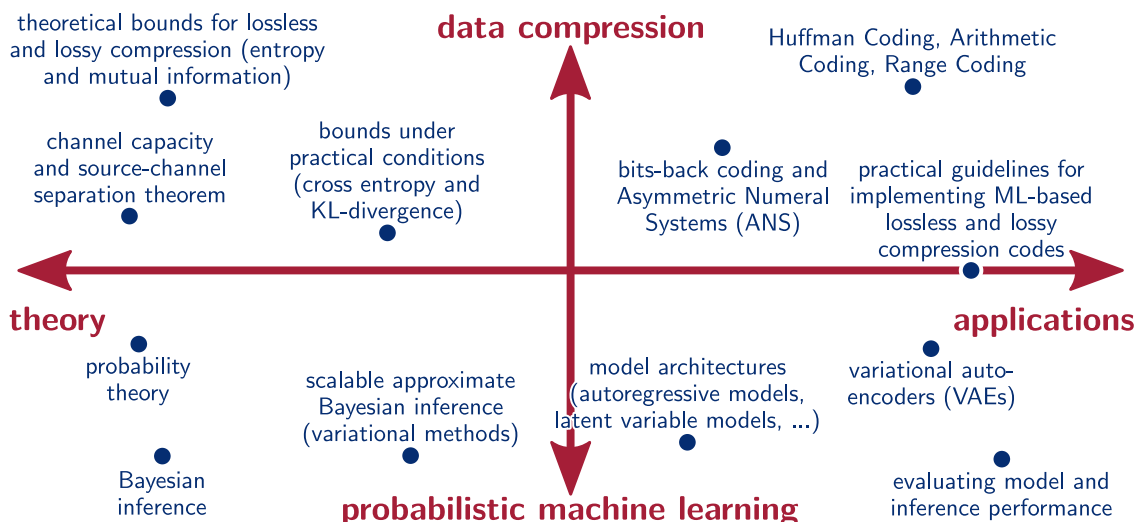 data compression
theoretical bounds for lossless
and lossy compression (entropy
and mutual information)
Huffman Coding, Arithmetic
Coding, Range Coding
channel capacity
and source-channel
separation theorem
bounds under
practical conditions
(cross entropy and
KL-divergence)
bits-back coding and
Asymmetric Numeral
Systems (ANS)
practical guidelines for
implementing ML-based
lossless and lossy
compression codes
theory
applications
probability
theory
scalable approximate
Bayesian inference
(variational methods)
model architectures
(autoregressive models,
latent variable models, ...)
variational auto-
encoders (VAEs)
Bayesian
inference
evaluating model and
inference performance
probabilistic machine learning